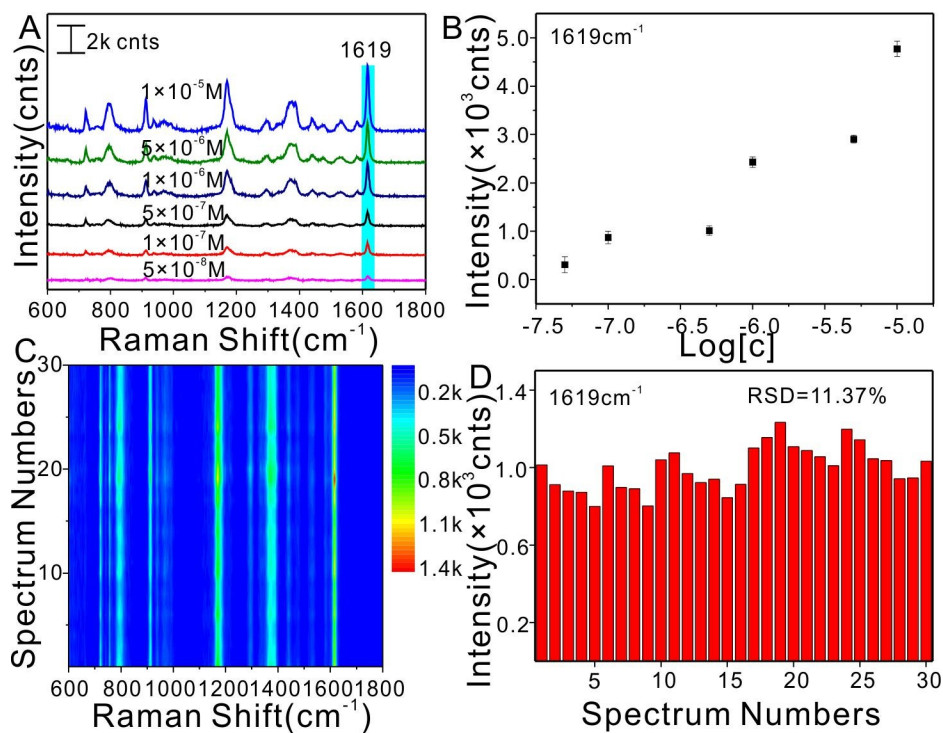 A
2k cnts
1619
1×10⁻⁵M
5×10⁻⁶M
1×10⁻⁶M
5×10⁻⁷M
1×10⁻⁷M
5×10⁻⁸M
Intensity(cnts)
600 800 1000 1200 1400 1600 1800
Raman Shift(cm⁻¹)
B
1619cm⁻¹
5.0
4.0
3.0
2.0
1.0
0.0
Intensity(×10³cnts)
-7.5 -7.0 -6.5 -6.0 -5.5 -5.0
Log[c]
C
30
20
10
Spectrum Numbers
600 800 1000 1200 1400 1600 1800
Raman Shift(cm⁻¹)
0.2k
0.5k
0.8k
1.1k
1.4k
D
1619cm⁻¹
RSD=11.37%
1.4
1.0
0.6
0.2
Intensity(×10³cnts)
5 10 15 20 25 30
Spectrum Numbers